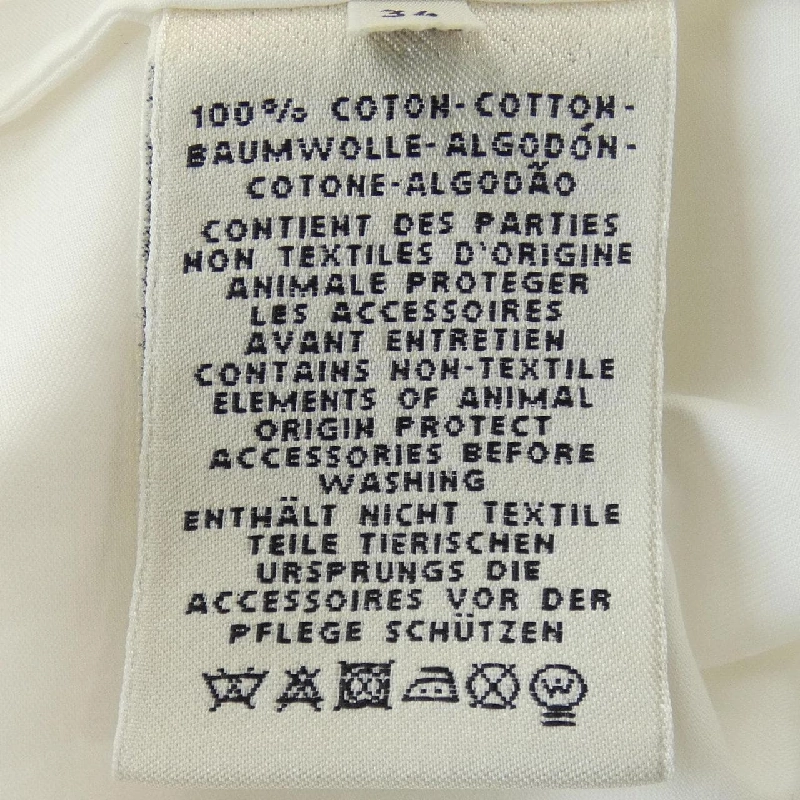 34
100% COTON-COTTON-
BAUMWOLLE-ALGODÓN-
COTONE-ALGODÃO
CONTIENT DES PARTIES
NON TEXTILES D'ORIGINE
ANIMALE PROTEGER
LES ACCESSOIRES
AVANT ENTRETIEN
CONTAINS NON-TEXTILE
ELEMENTS OF ANIMAL
ORIGIN PROTECT
ACCESSORIES BEFORE
WASHING
ENTHÄLT NICHT TEXTILE
TEILE TIERISCHEN
URSPRUNGS DIE
ACCESSOIRES VOR DER
PFLEGE SCHÜTZEN
W